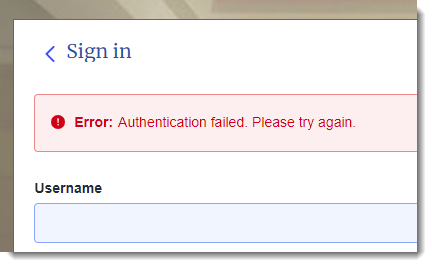 Sign in
Error: Authentication failed. Please try again.
Username